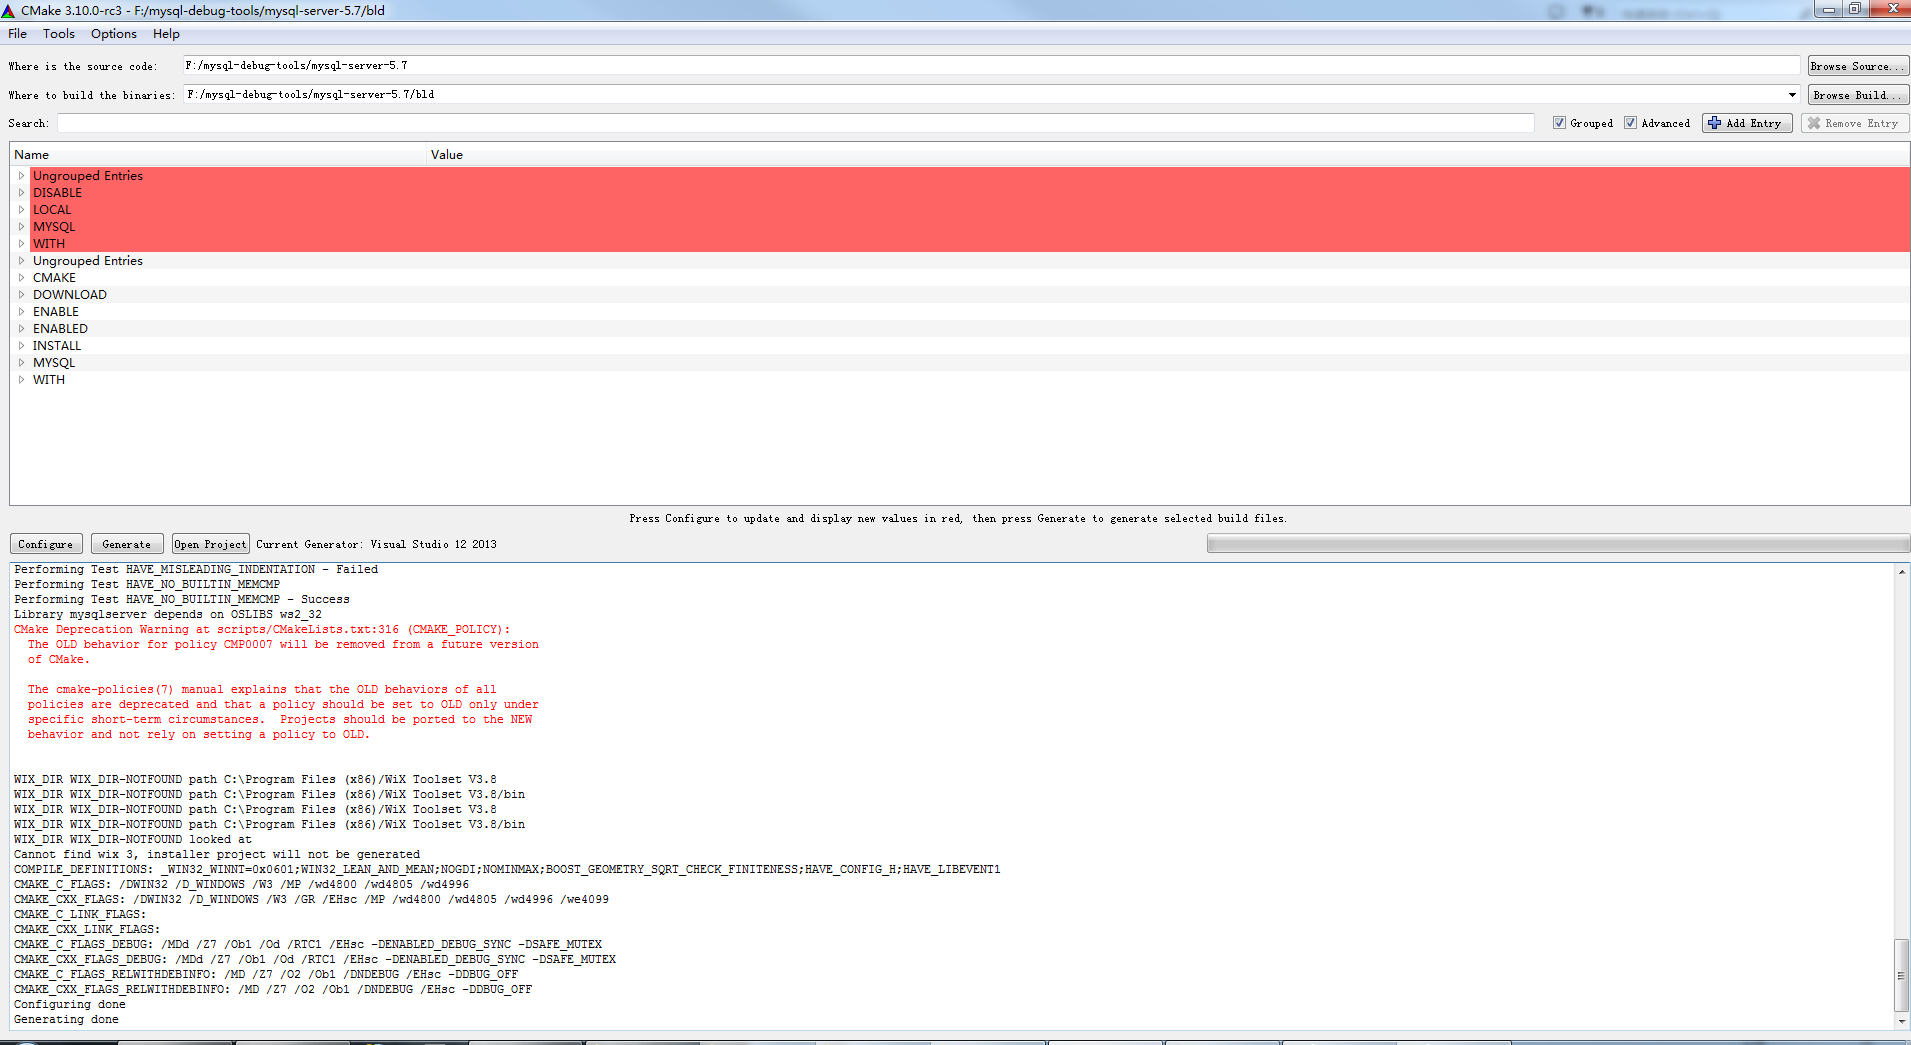 CMake 3.10.0-rc3 - F:/mysql-debug-tools/mysql-server-5.7/bld
File Tools Options Help
Where is the source code: F:/mysql-debug-tools/mysql-server-5.7 Browse Source...
Where to build the binaries: F:/mysql-debug-tools/mysql-server-5.7/bld Browse Build...
Search: Grouped Advanced Add Entry Remove Entry
Name Value
Ungrouped Entries
DISABLE
LOCAL
MYSQL
WITH
Ungrouped Entries
CMAKE
DOWNLOAD
ENABLE
ENABLED
INSTALL
MYSQL
WITH
Press Configure to update and display new values in red, then press Generate to generate selected build files.
Configure Generate Open Project Current Generator: Visual Studio 12 2013
Performing Test HAVE_MISLEADING_INDENTATION - Failed
Performing Test HAVE_NO_BUILTIN_MEMCMP
Performing Test HAVE_NO_BUILTIN_MEMCMP - Success
Library mysqlserver depends on OSLIBS ws2_32
CMake Deprecation Warning at scripts/CMakeLists.txt:316 (CMAKE_POLICY):
The OLD behavior for policy CMP0007 will be removed from a future version
of CMake.
The cmake-policies(7) manual explains that the OLD behaviors of all
policies are deprecated and that a policy should be set to OLD only under
specific short-term circumstances.  Projects should be ported to the NEW
behavior and not rely on setting a policy to OLD.
WIX_DIR WIX_DIR-NOTFOUND path C:\Program Files (x86)/WiX Toolset V3.8
WIX_DIR WIX_DIR-NOTFOUND path C:\Program Files (x86)/WiX Toolset V3.8/bin
WIX_DIR WIX_DIR-NOTFOUND path C:\Program Files (x86)/WiX Toolset V3.8
WIX_DIR WIX_DIR-NOTFOUND path C:\Program Files (x86)/WiX Toolset V3.8/bin
WIX_DIR WIX_DIR-NOTFOUND looked at
Cannot find wix 3, installer project will not be generated
COMPILE_DEFINITIONS: _WIN32_WINNT=0x0601;WIN32_LEAN_AND_MEAN;NOGDI;NOMINMAX;BOOST_GEOMETRY_SQRT_CHECK_FINITENESS;HAVE_CONFIG_H;HAVE_LIBEVENT1
CMAKE_C_FLAGS: /DWIN32 /D_WINDOWS /W3 /MP /wd4800 /wd4805 /wd4996
CMAKE_CXX_FLAGS: /DWIN32 /D_WINDOWS /W3 /GR /EHsc /MP /wd4800 /wd4805 /wd4996 /we4099
CMAKE_C_LINK_FLAGS:
CMAKE_CXX_LINK_FLAGS:
CMAKE_C_FLAGS_DEBUG: /MDd /Z7 /Ob1 /Od /RTC1 /EHsc -DENABLED_DEBUG_SYNC -DSAFE_MUTEX
CMAKE_CXX_FLAGS_DEBUG: /MDd /Z7 /Ob1 /Od /RTC1 /EHsc -DENABLED_DEBUG_SYNC -DSAFE_MUTEX
CMAKE_C_FLAGS_RELWITHDEBINFO: /MD /Z7 /O2 /Ob1 /DNDEBUG /EHsc -DDBUG_OFF
CMAKE_CXX_FLAGS_RELWITHDEBINFO: /MD /Z7 /O2 /Ob1 /DNDEBUG /EHsc -DDBUG_OFF
Configuring done
Generating done